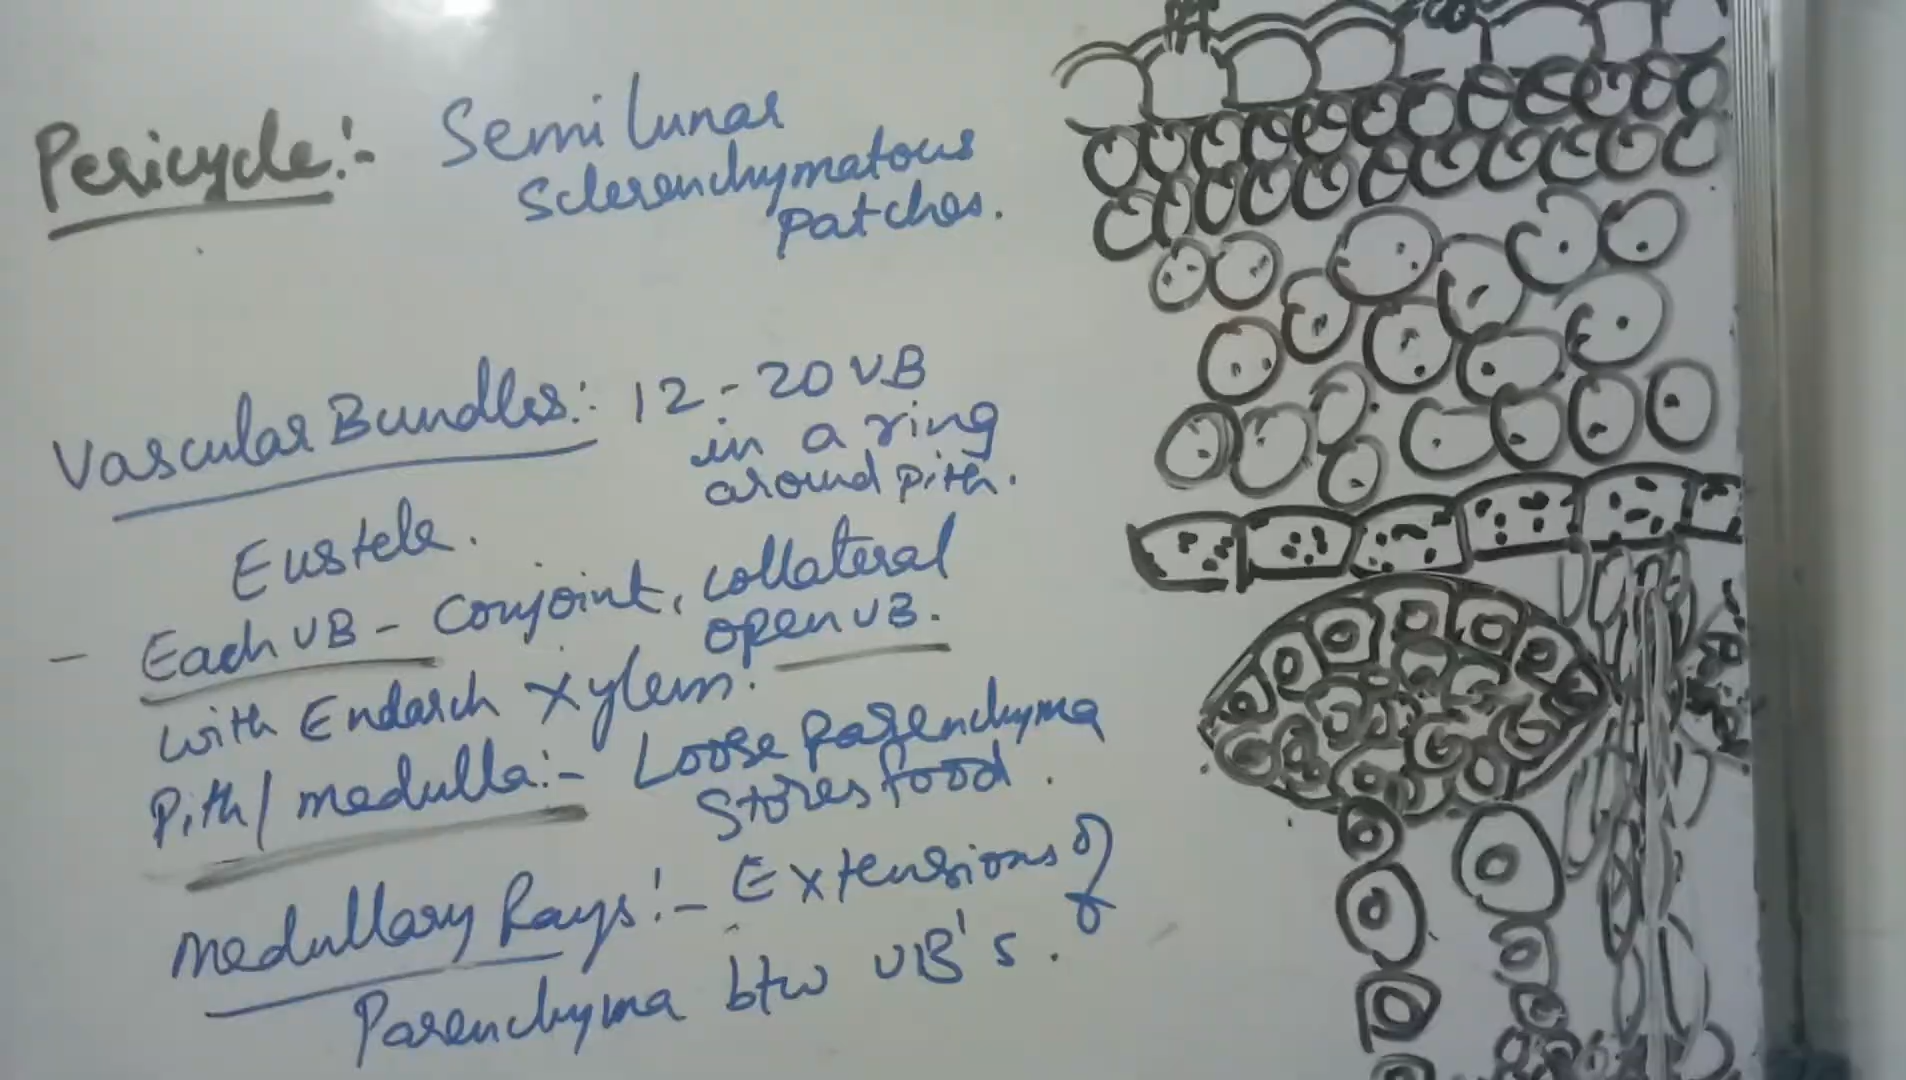 Pericycle:- Semi lunar
Sclerenchymatous
patches.
Vascular Bundles:- 12-20 VB
in a ring
around pith.
Eustele.
- Each VB - Conjoint, collateral
open VB.
with Endarch Xylem.
Pith/medulla:- Loose parenchyma
Stores food.
Medullary Rays:- Extensions of
Parenchyma btw VB's.